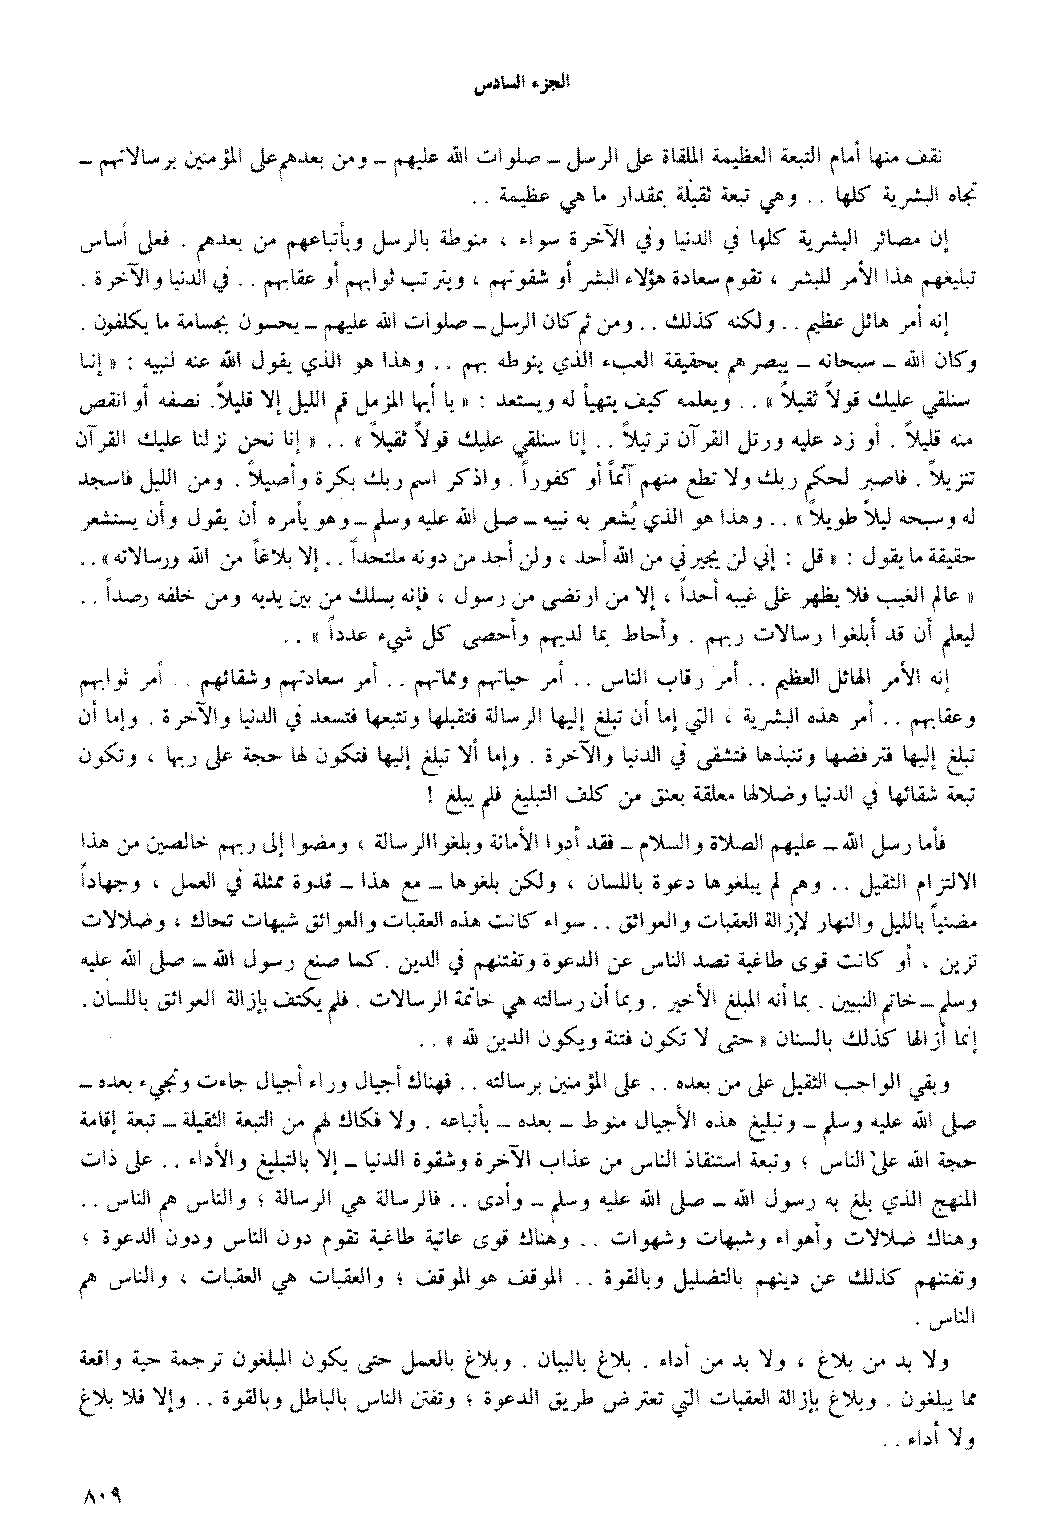 الجزء السادس
نقف منها أمام التبعة العظيمة الملقاة على الرسل ــ صلوات الله عليهم ــ ومن بعدهم على المؤمنين برسالاتهم ــ
تجاه البشرية كلها .. وهي تبعة ثقيلة بمقدار ما هي عظيمة ..
إن مصائر البشرية كلها في الدنيا وفي الآخرة سواء ، منوطة بالرسل وبأتباعهم من بعدهم . فعلى أساس
تبليغهم هذا الأمر للبشر ، تقوم سعادة هؤلاء البشر أو شقوتهم ، ويترتب ثوابهم أو عقابهم .. في الدنيا والآخرة .
إنه أمر هائل عظيم .. ولكنه كذلك .. ومن ثم كان الرسل ــ صلوات الله عليهم ــ يحسون بجسامة ما يكلفون .
وكان الله ــ سبحانه ــ يبصرهم بحقيقة العبء الذي ينوطه بهم .. وهذا هو الذي يقول الله عنه لنبيه : « إنا
سنلقي عليك قولاً ثقيلاً » .. ويعلمه كيف يتهيأ له ويستعد : « يا أيها المزمل قم الليل إلا قليلاً. نصفه أو انقص
منه قليلاً . أو زد عليه ورتل القرآن ترتيلاً .. إنا سنلقي عليك قولاً ثقيلاً » .. « إنا نحن نزلنا عليك القرآن
تنزيلاً . فاصبر لحكم ربك ولا تطع منهم آثماً أو كفوراً . واذكر اسم ربك بكرة وأصيلاً . ومن الليل فاسجد
له وسبحه ليلاً طويلاً » .. وهذا هو الذي يُشعر به نبيه ــ صلى الله عليه وسلم ــ وهو يأمره أن يقول وأن يستشعر
حقيقة ما يقول : « قل : إني لن يجيرني من الله أحد ، ولن أجد من دونه ملتحداً .. إلا بلاغاً من الله ورسالاته» ..
« عالم الغيب فلا يظهر على غيبه أحداً ، إلا من ارتضى من رسول ، فإنه يسلك من بين يديه ومن خلفه رصداً ..
ليعلم أن قد أبلغوا رسالات ربهم . وأحاط بما لديهم وأحصى كل شيء عدداً » ..
إنه الأمر الهائل العظيم .. أمر رقاب الناس .. أمر حياتهم ومماتهم .. أمر سعادتهم وشقائهم .. أمر ثوابهم
وعقابهم .. أمر هذه البشرية ، التي إما أن تبلغ إليها الرسالة فتقبلها وتتبعها فتسعد في الدنيا والآخرة . وإما أن
تبلغ إليها فترفضها وتنبذها فتشقى في الدنيا والآخرة . وإما ألا تبلغ إليها فتكون لها حجة على ربها ، وتكون
تبعة شقائها في الدنيا وضلالها معلقة بعنق من كلف التبليغ فلم يبلغ !
فأما رسل الله ــ عليهم الصلاة والسلام ــ فقد أدوا الأمانة وبلغوا الرسالة ، ومضوا إلى ربهم خالصين من هذا
الالتزام الثقيل .. وهم لم يبلغوها دعوة باللسان ، ولكن بلغوها ــ مع هذا ــ قدوة ممثلة في العمل ، وجهاداً
مضنياً بالليل والنهار لإزالة العقبات والعوائق .. سواء كانت هذه العقبات والعوائق شبهات تحاك ، وضلالات
تزين ، أو كانت قوى طاغية تصد الناس عن الدعوة وتفتنهم في الدين . كما صنع رسول الله ــ صلى الله عليه
وسلم ــ خاتم النبيين . بما أنه المبلغ الأخير . وبما أن رسالته هي خاتمة الرسالات . فلم يكتف بإزالة العوائق باللسان.
إنما أزالها كذلك بالسنان « حتى لا تكون فتنة ويكون الدين لله » ..
وبقي الواجب الثقيل على من بعده .. على المؤمنين برسالته .. فهناك أجيال وراء أجيال جاءت وتجيء بعده ــ
صلى الله عليه وسلم ــ وتبليغ هذه الأجيال منوط ــ بعده ــ بأتباعه . ولا فكاك لهم من التبعة الثقيلة ــ تبعة إقامة
حجة الله على الناس ؛ وتبعة استنقاذ الناس من عذاب الآخرة وشقوة الدنيا ــ إلا بالتبليغ والأداء .. على ذات
المنهج الذي بلغ به رسول الله ــ صلى الله عليه وسلم ــ وأدى .. فالرسالة هي الرسالة ؛ والناس هم الناس ..
وهناك ضلالات وأهواء وشبهات وشهوات .. وهناك قوى عاتية طاغية تقوم دون الناس ودون الدعوة ؛
وتفتنهم كذلك عن دينهم بالتضليل وبالقوة .. الموقف هو الموقف ؛ والعقبات هي العقبات ، والناس هم
الناس .
ولا بد من بلاغ ، ولا بد من أداء . بلاغ بالبيان . وبلاغ بالعمل حتى يكون المبلغون ترجمة حية واقعة
مما يبلغون . وبلاغ بإزالة العقبات التي تعترض طريق الدعوة ؛ وتفتن الناس بالباطل وبالقوة .. وإلا فلا بلاغ
ولا أداء ..
٨٠٩